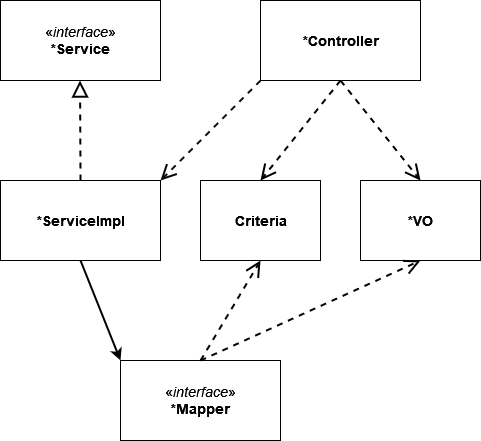 «interface»
*Service
*Controller
*ServiceImpl
Criteria
*VO
«interface»
*Mapper